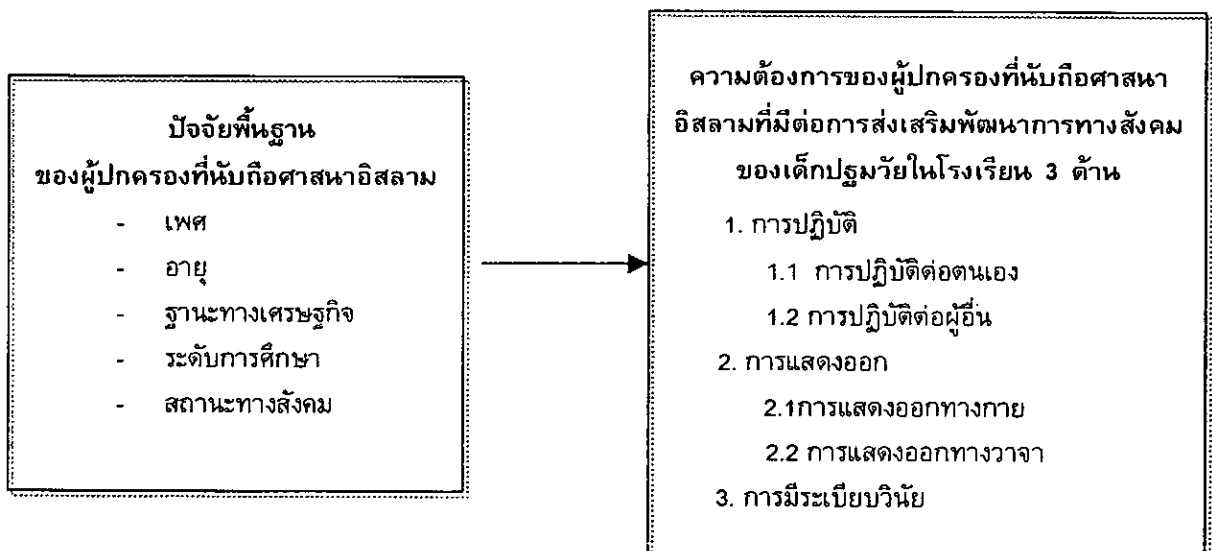 ปัจจัยพื้นฐาน
ของผู้ปกครองที่นับถือศาสนาอิสลาม
- เพศ
- อายุ
- ฐานะทางเศรษฐกิจ
- ระดับการศึกษา
- สถานะทางสังคม
ความต้องการของผู้ปกครองที่นับถือศาสนา
อิสลามที่มีต่อการส่งเสริมพัฒนาการทางสังคม
ของเด็กปฐมวัยในโรงเรียน 3 ด้าน
1. การปฏิบัติ
1.1 การปฏิบัติต่อตนเอง
1.2 การปฏิบัติต่อผู้อื่น
2. การแสดงออก
2.1การแสดงออกทางกาย
2.2 การแสดงออกทางวาจา
3. การมีระเบียบวินัย